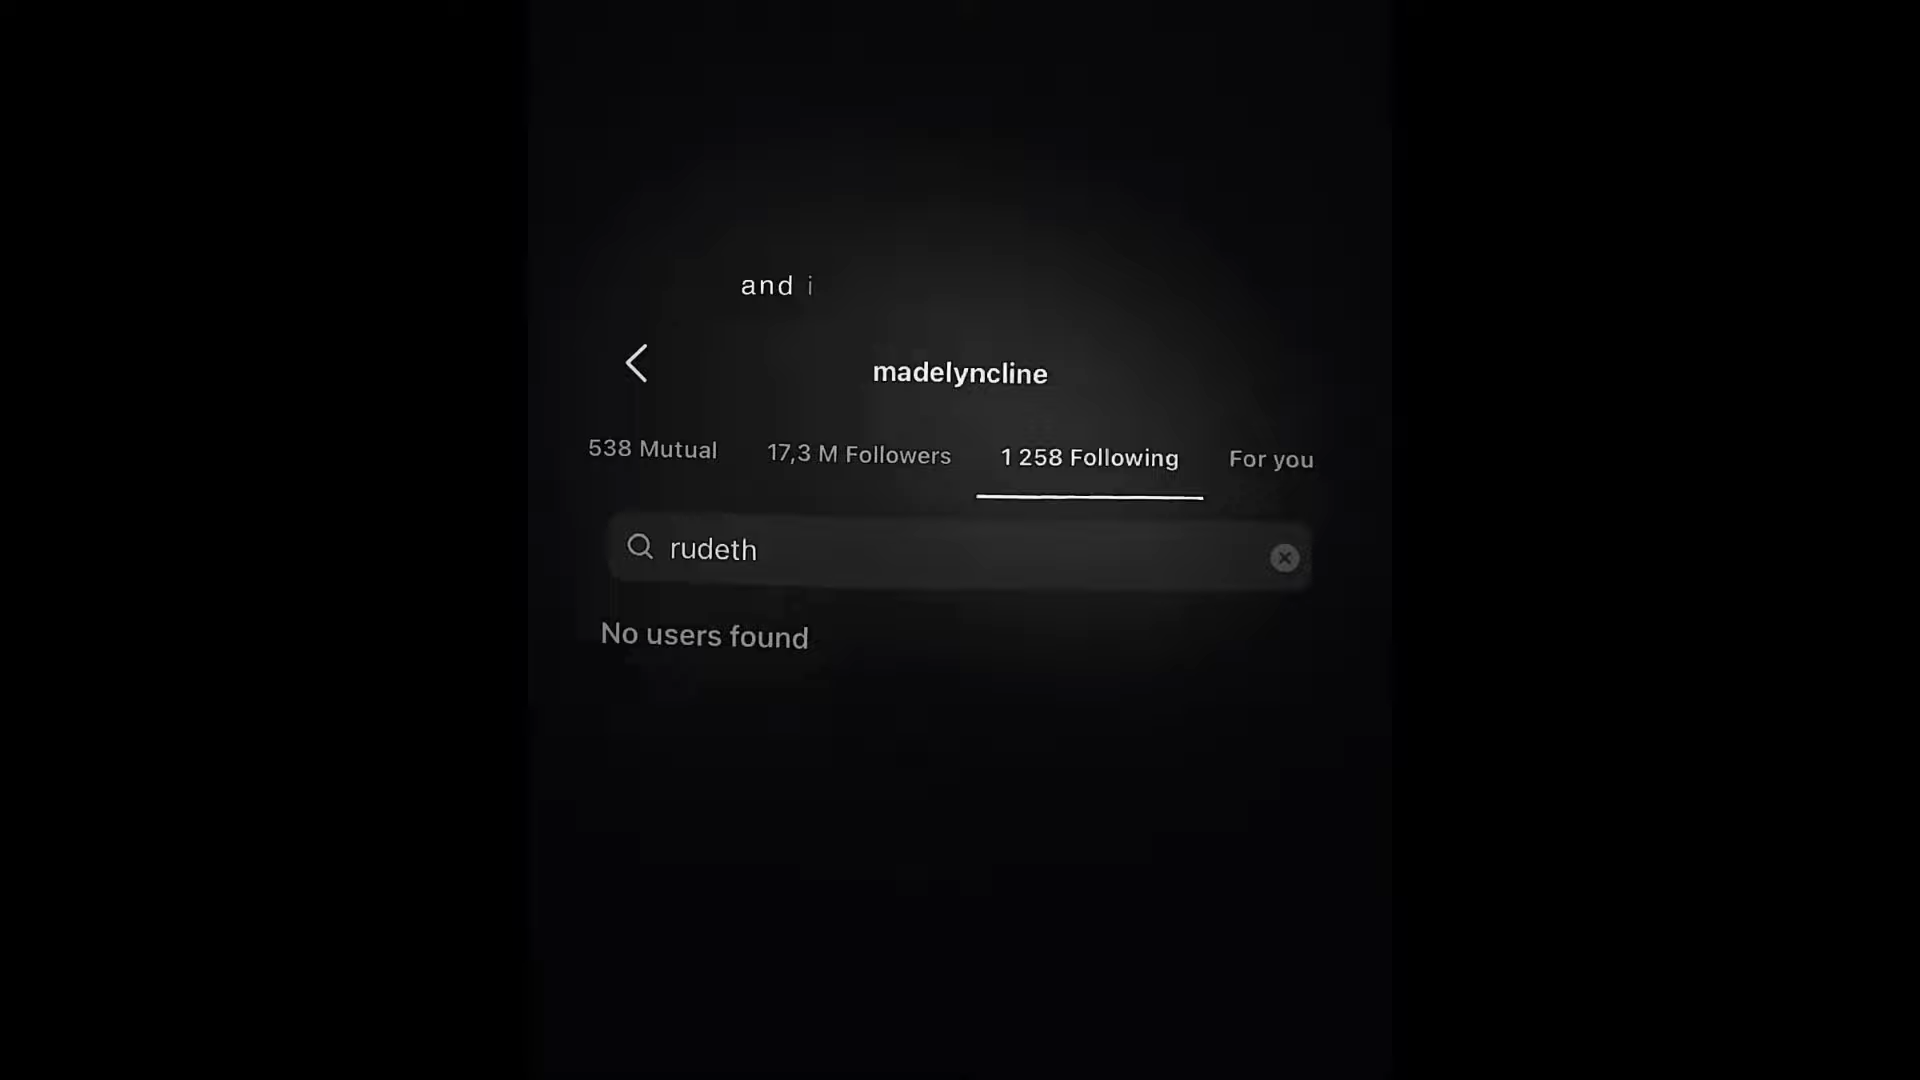 and i
madelyncline
538 Mutual 17,3 M Followers 1 258 Following For you
rudeth
No users found